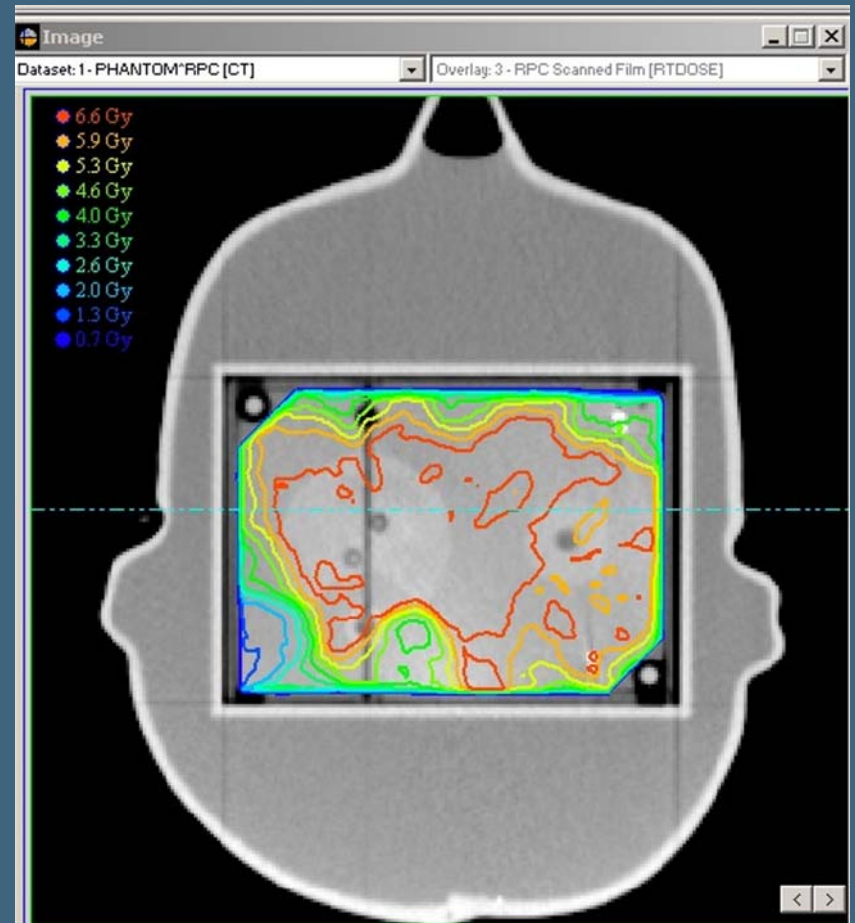 Image
Dataset: 1- PHANTOM^RPC [CT]
Overlay: 3 - RPC Scanned Film [RTDOSE]
6.6 Gy
5.9 Gy
5.3 Gy
4.6 Gy
4.0 Gy
3.3 Gy
2.6 Gy
2.0 Gy
1.3 Gy
0.7 Gy